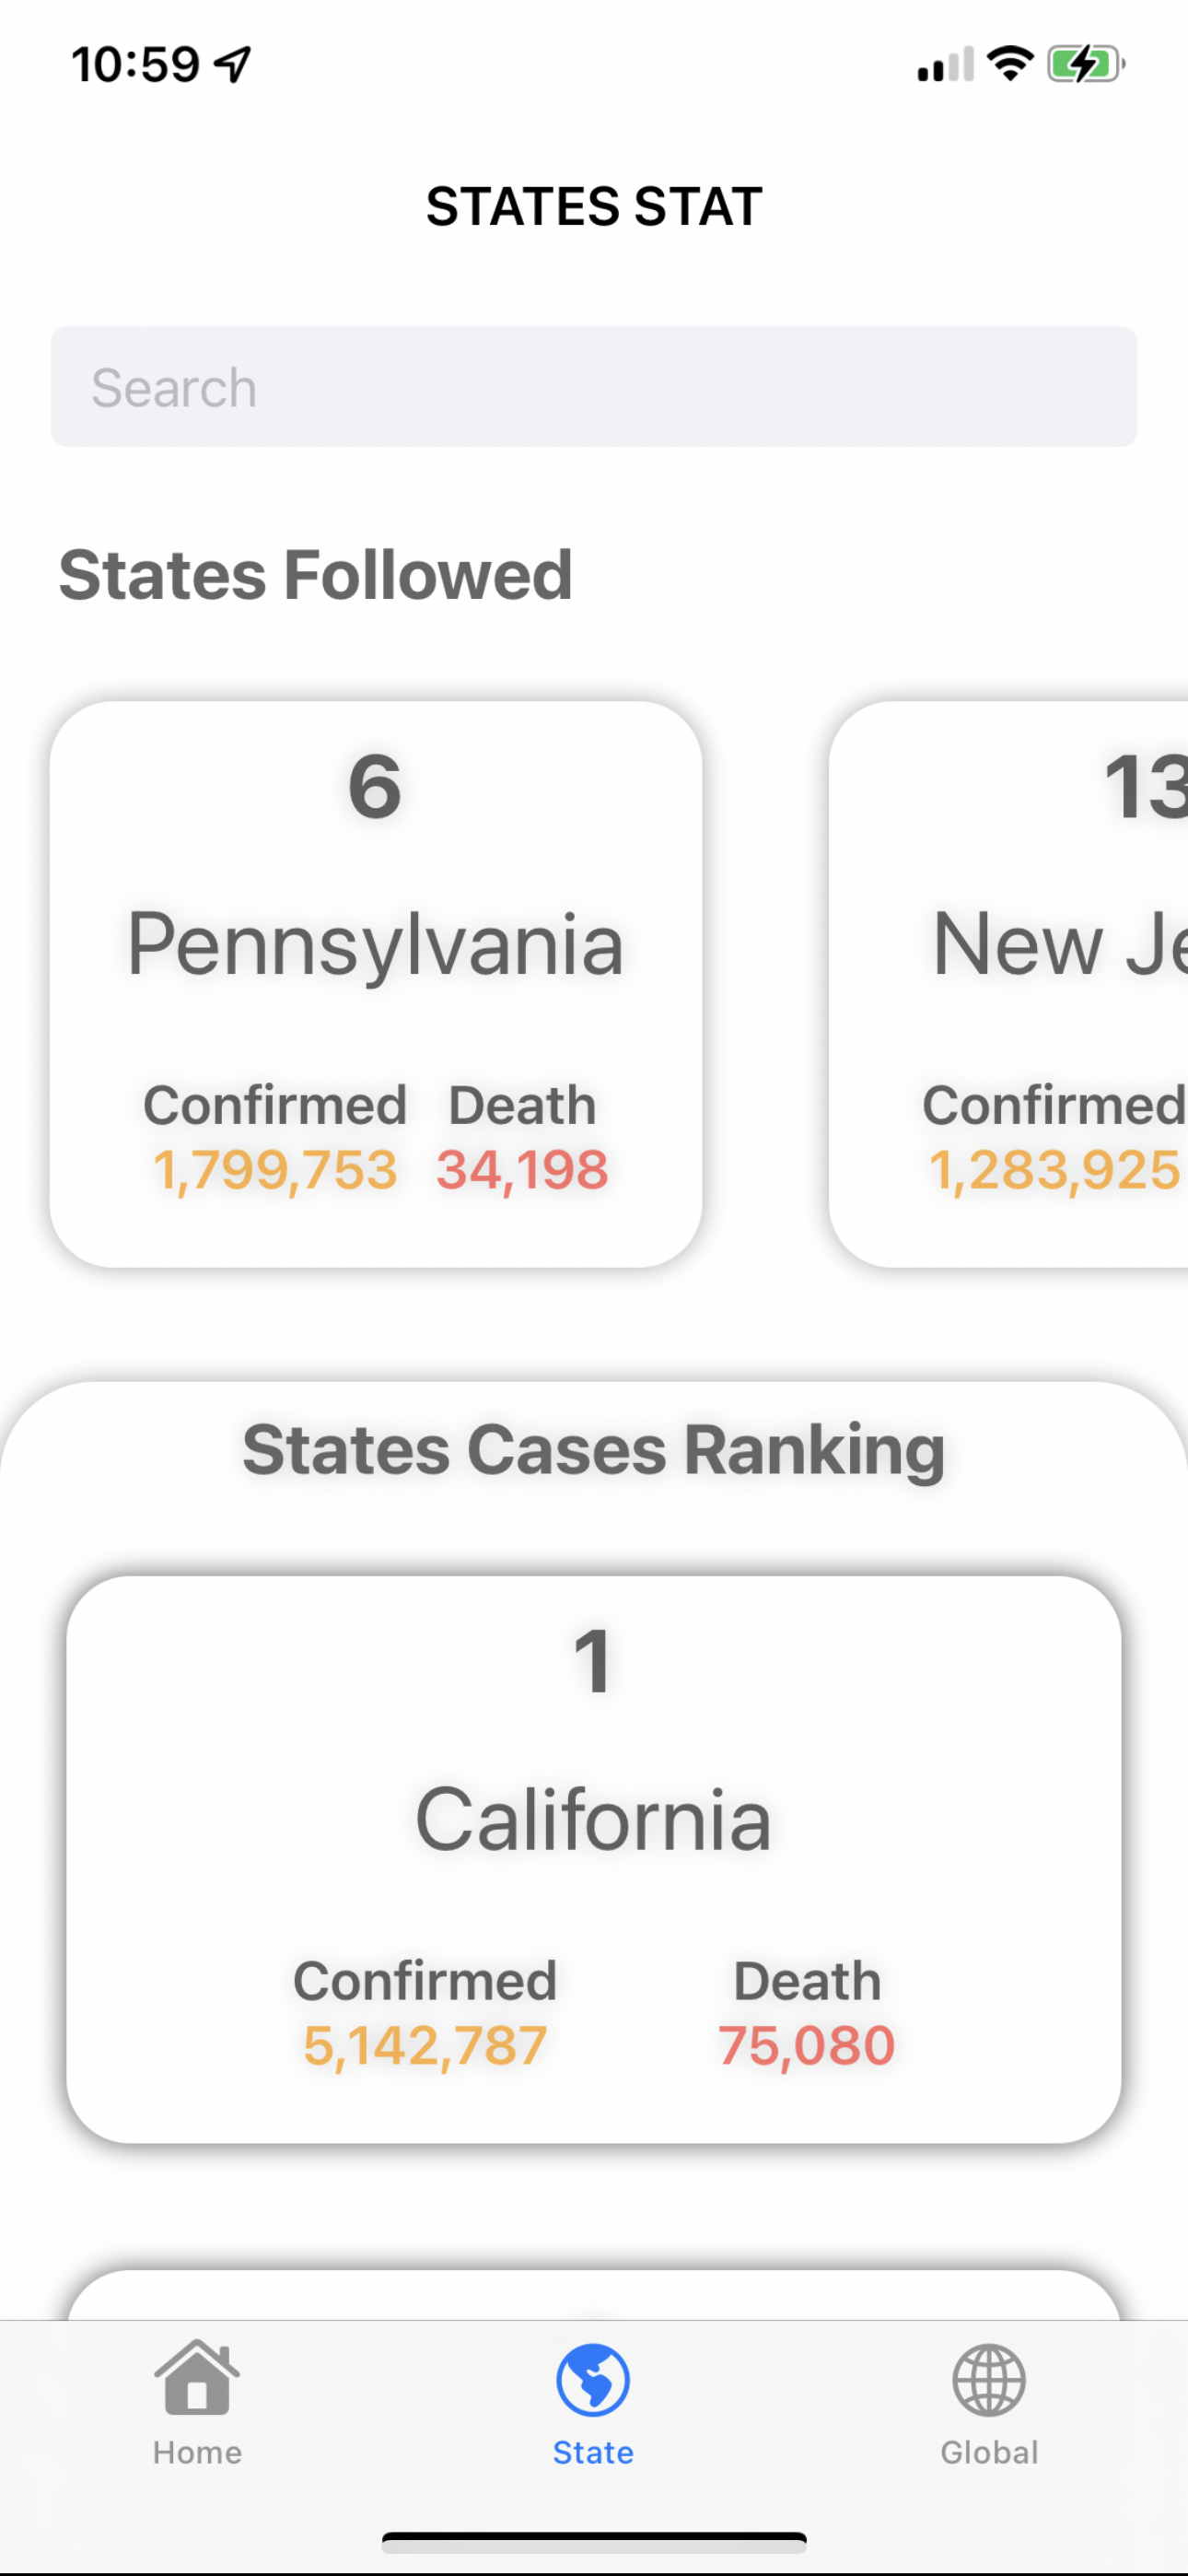 10:59
STATES STAT
Search
States Followed
6
Pennsylvania
Confirmed Death
1,799,753 34,198
13
New Je
Confirmed
1,283,925
States Cases Ranking
1
California
Confirmed Death
5,142,787 75,080
Home State Global